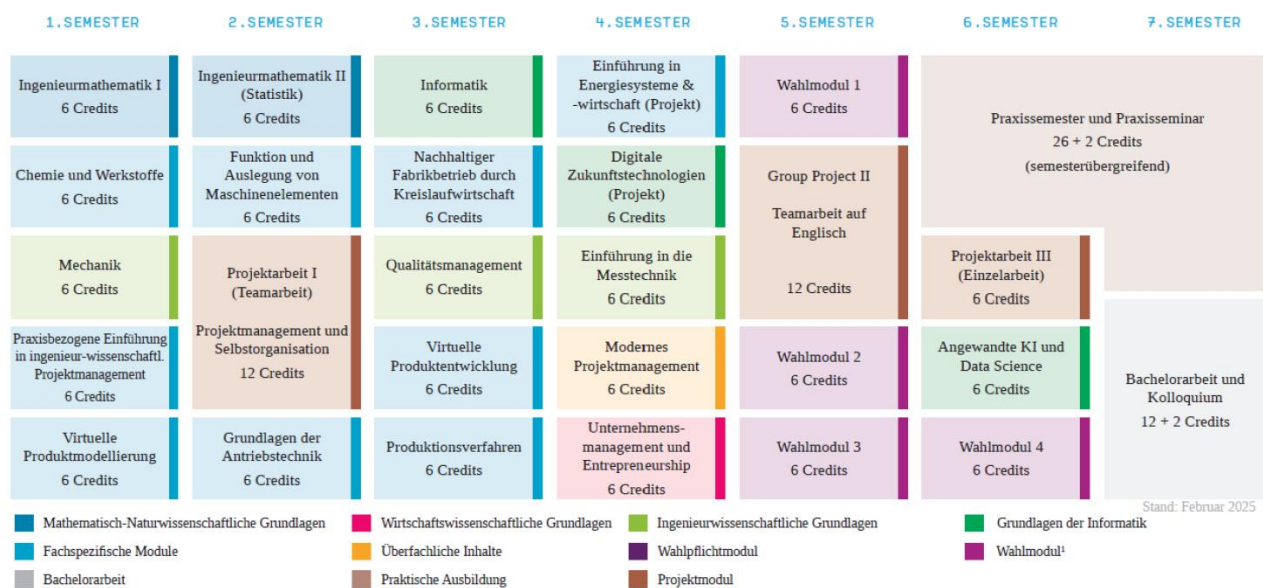 1.SEMESTER
2.SEMESTER
3.SEMESTER
4.SEMESTER
5.SEMESTER
6.SEMESTER
7.SEMESTER
Ingenieurmathematik I
6 Credits
Ingenieurmathematik II
(Statistik)
6 Credits
Informatik
6 Credits
Einführung in
Energiesysteme &
-wirtschaft (Projekt)
6 Credits
Wahlmodul 1
6 Credits
Praxissemester und Praxisseminar
26 + 2 Credits
(semesterübergreifend)
Chemie und Werkstoffe
6 Credits
Funktion und
Auslegung von
Maschinenelementen
6 Credits
Nachhaltiger
Fabrikbetrieb durch
Kreislaufwirtschaft
6 Credits
Digitale
Zukunftstechnologien
(Projekt)
6 Credits
Group Project II
Teamarbeit auf
Englisch
12 Credits
Mechanik
6 Credits
Projektarbeit I
(Teamarbeit)
Projektmanagement und
Selbstorganisation
12 Credits
Qualitätsmanagement
6 Credits
Einführung in die
Messtechnik
6 Credits
Projektarbeit III
(Einzelarbeit)
6 Credits
Praxisbezogene Einführung
in ingenieur-wissenschaftl.
Projektmanagement
6 Credits
Virtuelle
Produktentwicklung
6 Credits
Modernes
Projektmanagement
6 Credits
Wahlmodul 2
6 Credits
Angewandte KI und
Data Science
6 Credits
Bachelorarbeit und
Kolloquium
12 + 2 Credits
Virtuelle
Produktmodellierung
6 Credits
Grundlagen der
Antriebstechnik
6 Credits
Produktionsverfahren
6 Credits
Unternehmens-
management und
Entrepreneurship
6 Credits
Wahlmodul 3
6 Credits
Wahlmodul 4
6 Credits
Stand: Februar 2025
Mathematisch-Naturwissenschaftliche Grundlagen
Wirtschaftswissenschaftliche Grundlagen
Ingenieurwissenschaftliche Grundlagen
Grundlagen der Informatik
Fachspezifische Module
Überfachliche Inhalte
Wahlpflichtmodul
Wahlmodul¹
Bachelorarbeit
Praktische Ausbildung
Projektmodul